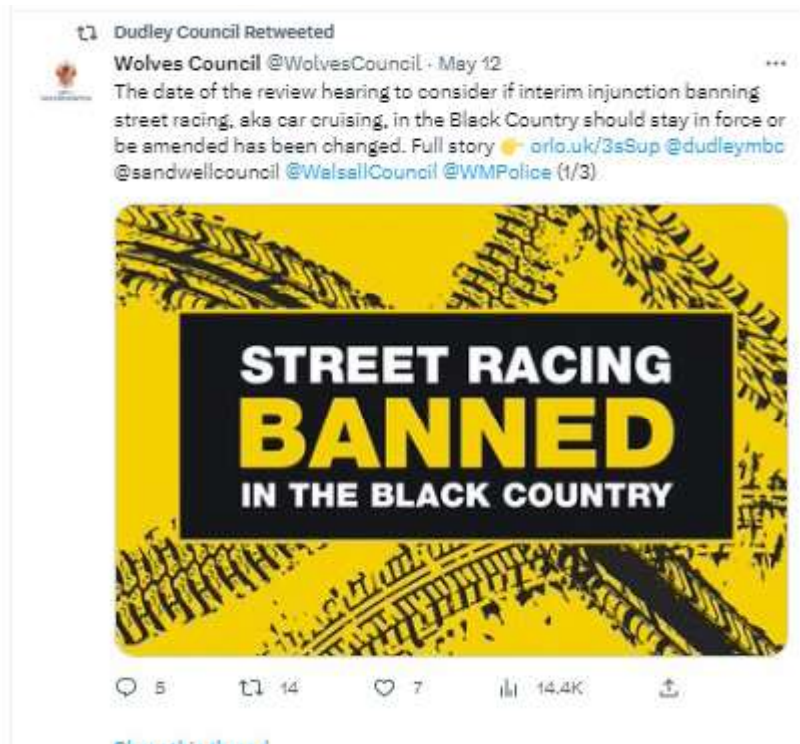 Dudley Council Retweeted
Wolves Council @WolvesCouncil · May 12
The date of the review hearing to consider if interim injunction banning
street racing, aka car cruising, in the Black Country should stay in force or
be amended has been changed. Full story 👉 orlo.uk/3sSup @dudleymbc
@sandwellcouncil @WalsallCouncil @WMPolice (1/3)
STREET RACING
BANNED
IN THE BLACK COUNTRY
5 14 7 14.4K